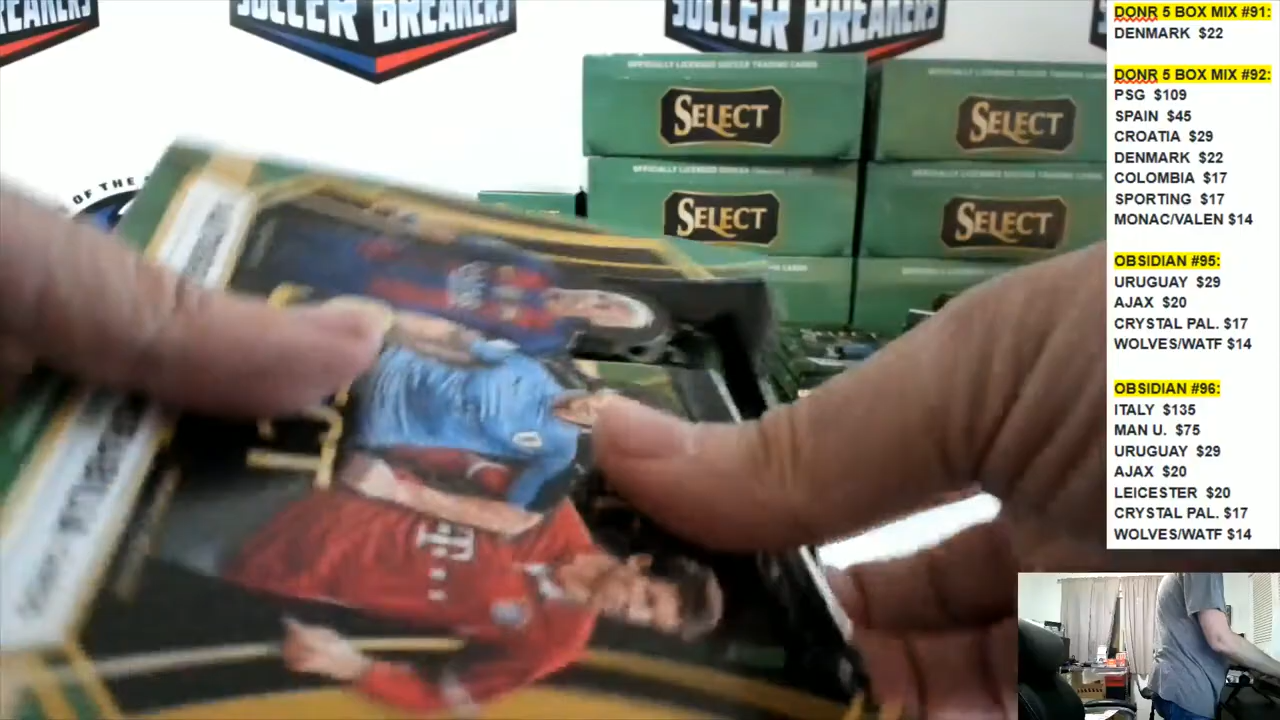 SOCCER BREAKERS
SOCCER BREAKERS
OFFICIALLY LICENSED SOCCER TRADING CARDS
SELECT
SELECT
SELECT
SELECT
OF THE
T
DONR 5 BOX MIX #91:
DENMARK $22
DONR 5 BOX MIX #92:
PSG $109
SPAIN $45
CROATIA $29
DENMARK $22
COLOMBIA $17
SPORTING $17
MONAC/VALEN $14
OBSIDIAN #95:
URUGUAY $29
AJAX $20
CRYSTAL PAL. $17
WOLVES/WATF $14
OBSIDIAN #96:
ITALY $135
MAN U. $75
URUGUAY $29
AJAX $20
LEICESTER $20
CRYSTAL PAL. $17
WOLVES/WATF $14